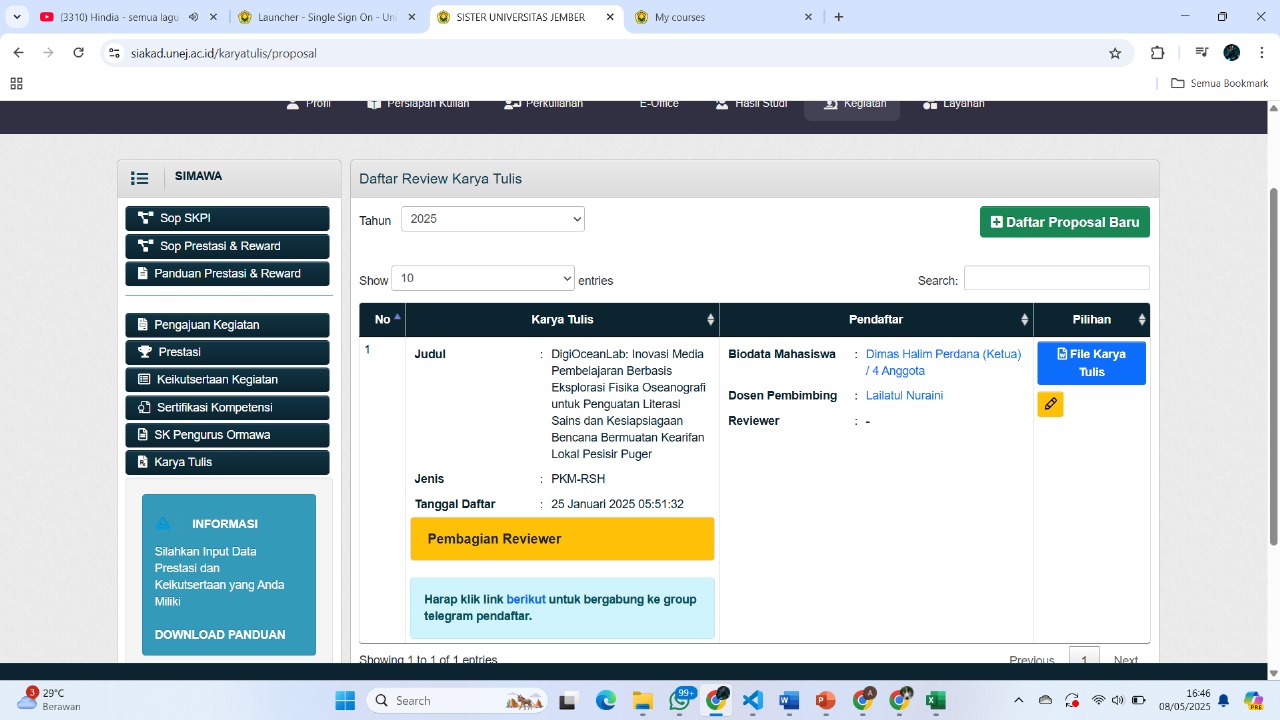 (3310) Hindia - semua lagu
Launcher - Single Sign On - Uni
SISTER UNIVERSITAS JEMBER
My courses
siakad.unej.ac.id/karyatulis/proposal
Semua Bookmark
Profil
Persiapan Kuliah
Perkuliahan
E-Office
Hasil Studi
Kegiatan
Layanan
SIMAWA
Sop SKPI
Sop Prestasi & Reward
Panduan Prestasi & Reward
Pengajuan Kegiatan
Prestasi
Keikutsertaan Kegiatan
Sertifikasi Kompetensi
SK Pengurus Ormawa
Karya Tulis
INFORMASI
Silahkan Input Data
Prestasi dan
Keikutsertaan yang Anda
Miliki
DOWNLOAD PANDUAN
Daftar Review Karya Tulis
Tahun 2025
Daftar Proposal Baru
Show 10 entries
Search:
No Karya Tulis Pendaftar Pilihan
1
Judul : DigiOceanLab: Inovasi Media
Pembelajaran Berbasis
Eksplorasi Fisika Oseanografi
untuk Penguatan Literasi
Sains dan Kesiapsiagaan
Bencana Bermuatan Kearifan
Lokal Pesisir Puger
Jenis : PKM-RSH
Tanggal Daftar : 25 Januari 2025 05:51:32
Pembagian Reviewer
Harap klik link berikut untuk bergabung ke group
telegram pendaftar.
Biodata Mahasiswa : Dimas Halim Perdana (Ketua)
/ 4 Anggota
Dosen Pembimbing : Lailatul Nuraini
Reviewer : -
File Karya
Tulis
Showing 1 to 1 of 1 entries
Previous 1 Next
3
29°C
Berawan
Search
99+
A
16:46
08/05/2025
PRE